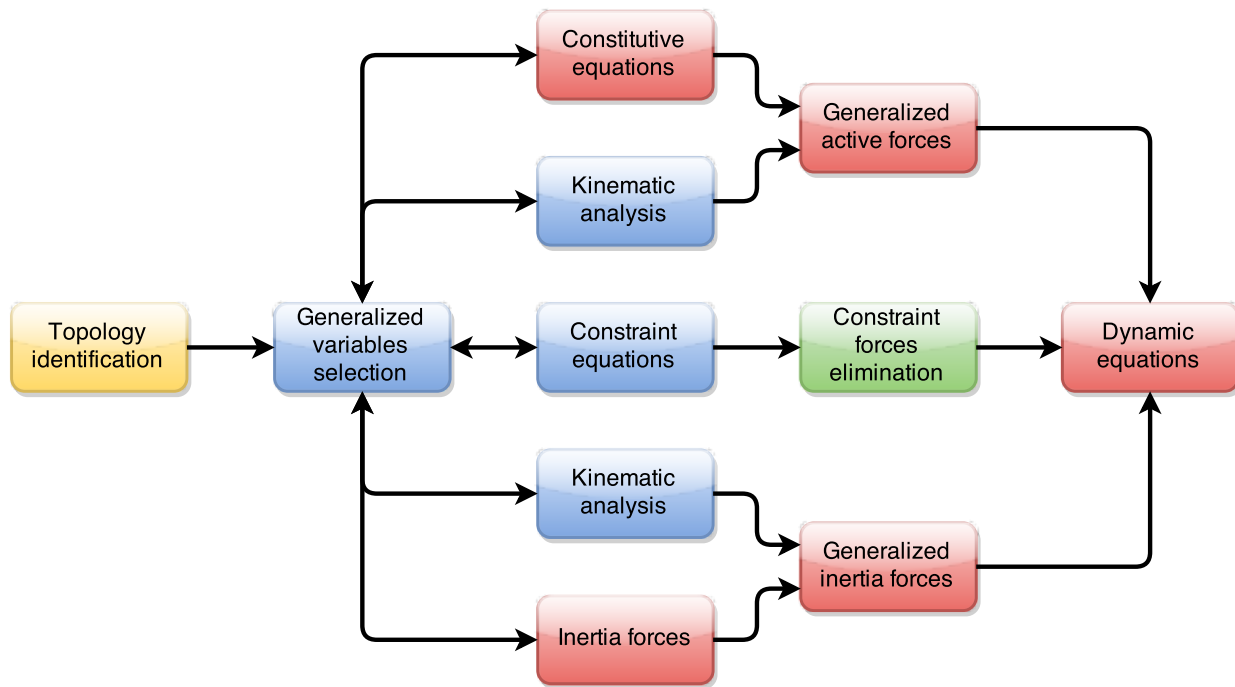 Constitutive
equations
Generalized
active forces
Kinematic
analysis
Topology
identification
Generalized
variables
selection
Constraint
equations
Constraint
forces
elimination
Dynamic
equations
Kinematic
analysis
Generalized
inertia forces
Inertia forces